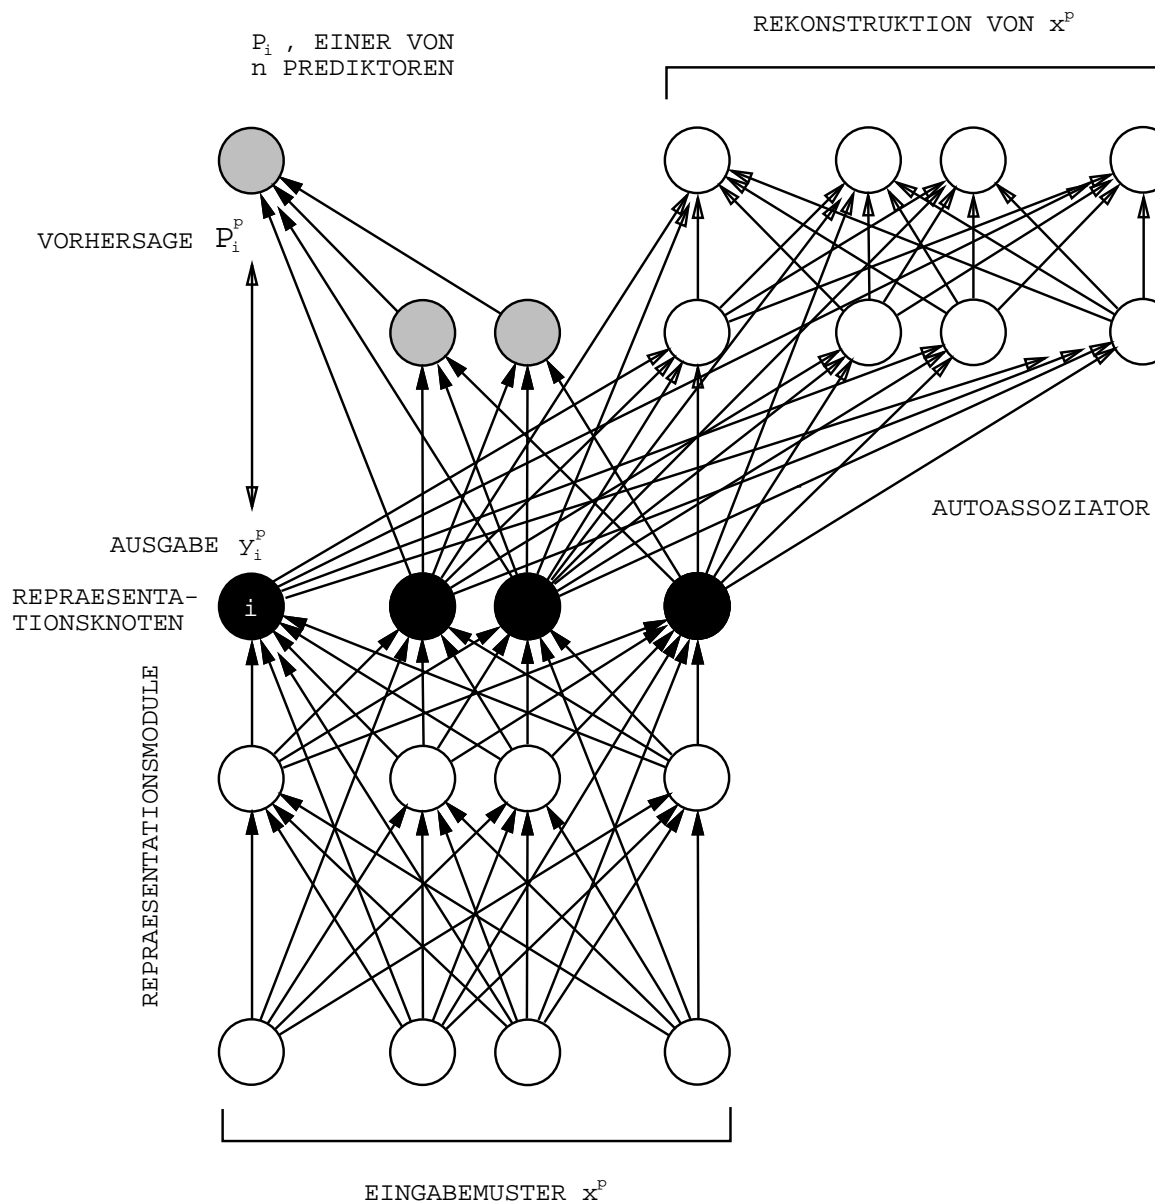 REKONSTRUKTION VON x^p
P_i , EINER VON
n PREDIKTOREN
VORHERSAGE P_i^p
AUTOASSOZIATOR
AUSGABE y_i^p
REPRAESENTA-
TIONSKNOTEN
i
REPRAESENTATIONSMODULE
EINGABEMUSTER x^p